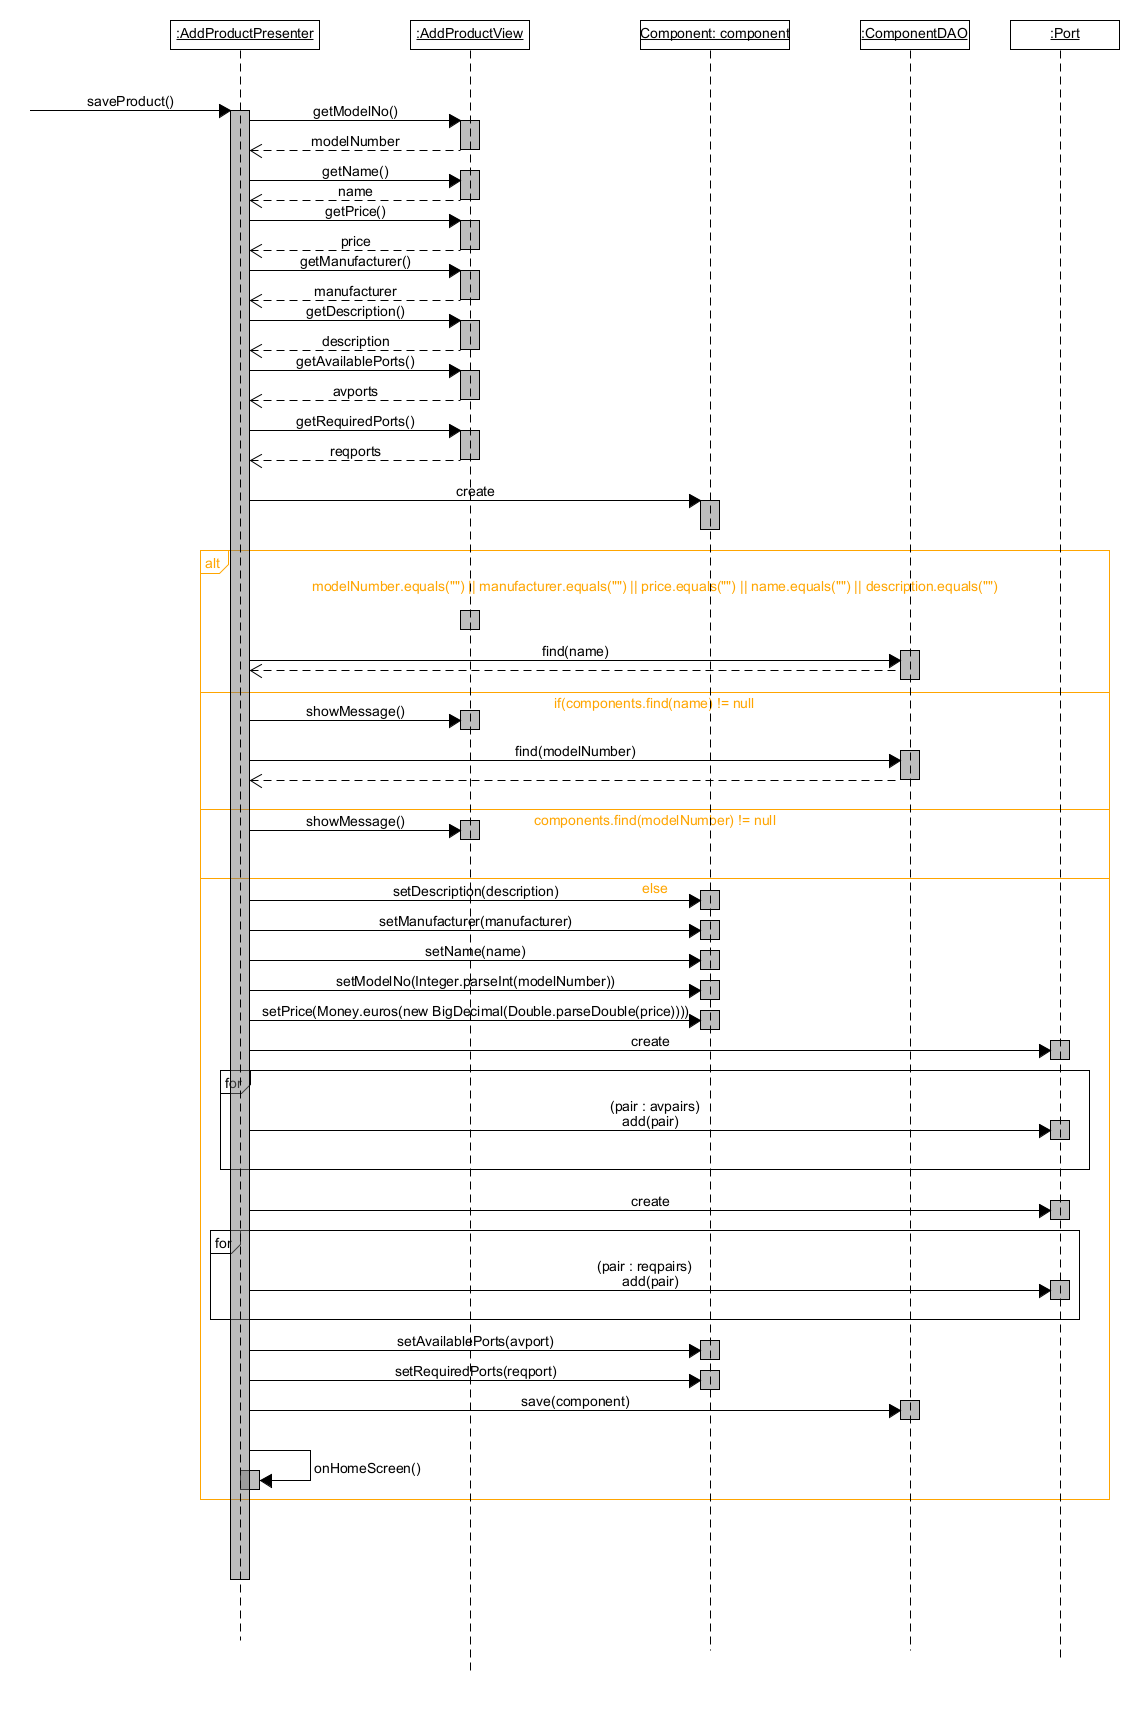 :AddProductPresenter
:AddProductView
Component: component
:ComponentDAO
:Port
saveProduct()
getModelNo()
modelNumber
getName()
name
getPrice()
price
getManufacturer()
manufacturer
getDescription()
description
getAvailablePorts()
avports
getRequiredPorts()
reqports
create
alt
modelNumber.equals("") || manufacturer.equals("") || price.equals("") || name.equals("") || description.equals("")
find(name)
if(components.find(name) != null
showMessage()
find(modelNumber)
components.find(modelNumber) != null
showMessage()
else
setDescription(description)
setManufacturer(manufacturer)
setName(name)
setModelNo(Integer.parseInt(modelNumber))
setPrice(Money.euros(new BigDecimal(Double.parseDouble(price))))
create
for
(pair : avpairs)
add(pair)
create
for
(pair : reqpairs)
add(pair)
setAvailablePorts(avport)
setRequiredPorts(reqport)
save(component)
onHomeScreen()